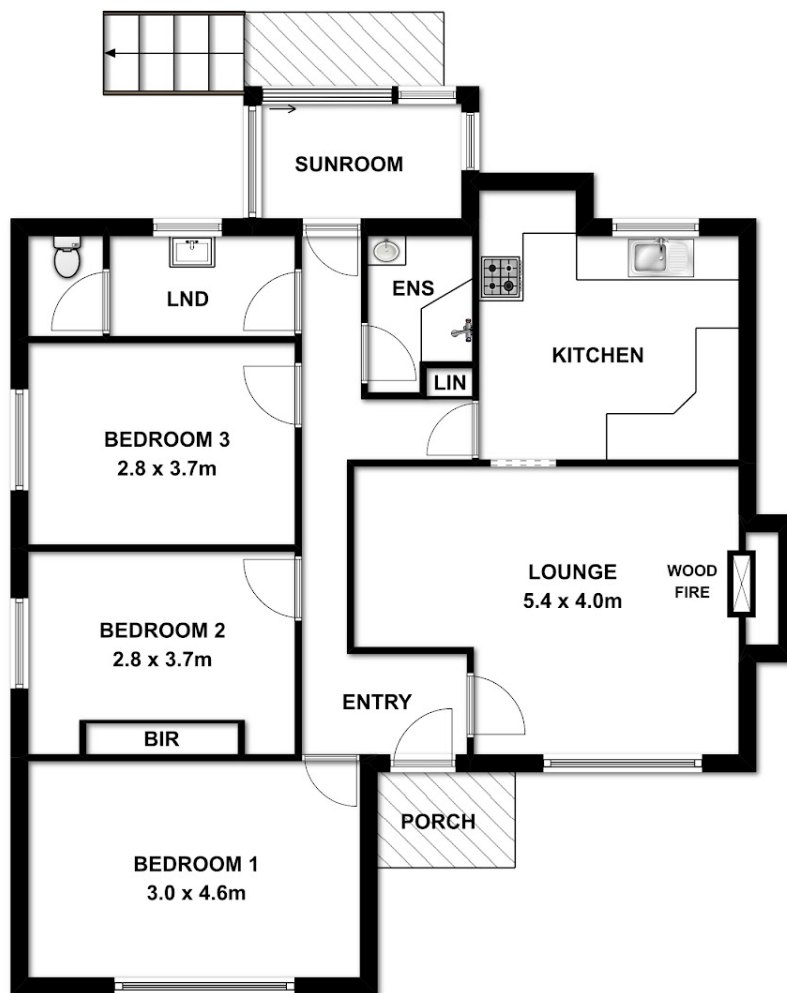 SUNROOM
LND
ENS
LIN
KITCHEN
BEDROOM 3
2.8 x 3.7m
LOUNGE
5.4 x 4.0m
WOOD
FIRE
BEDROOM 2
2.8 x 3.7m
BIR
ENTRY
PORCH
BEDROOM 1
3.0 x 4.6m